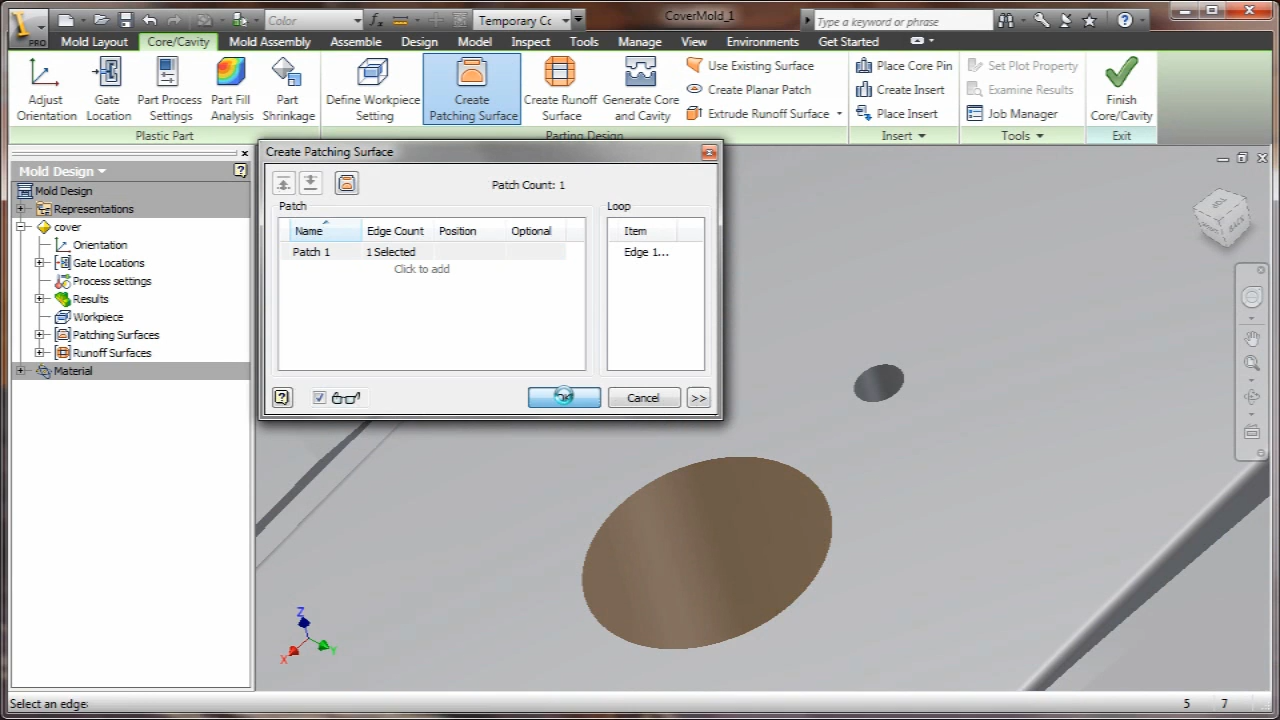 Color
Temporary Cc
CoverMold_1
Type a keyword or phrase
PRO
Mold Layout Core/Cavity Mold Assembly Assemble Design Model Inspect Tools Manage View Environments Get Started
Adjust Orientation
Gate Location
Part Process Settings
Part Fill Analysis
Part Shrinkage
Define Workpiece Setting
Create Patching Surface
Create Runoff Surface
Generate Core and Cavity
Use Existing Surface
Create Planar Patch
Extrude Runoff Surface
Place Core Pin
Create Insert
Place Insert
Set Plot Property
Examine Results
Job Manager
Finish Core/Cavity
Plastic Part
Parting Design
Insert
Tools
Exit
Mold Design
Mold Design
Representations
cover
Orientation
Gate Locations
Process settings
Results
Workpiece
Patching Surfaces
Runoff Surfaces
Material
Create Patching Surface
Patch Count: 1
Patch
Name Edge Count Position Optional
Patch 1 1 Selected
Click to add
Loop
Item
Edge 1...
Cancel
>>
TOP
BACK
Z
X
Y
Select an edge
5 7